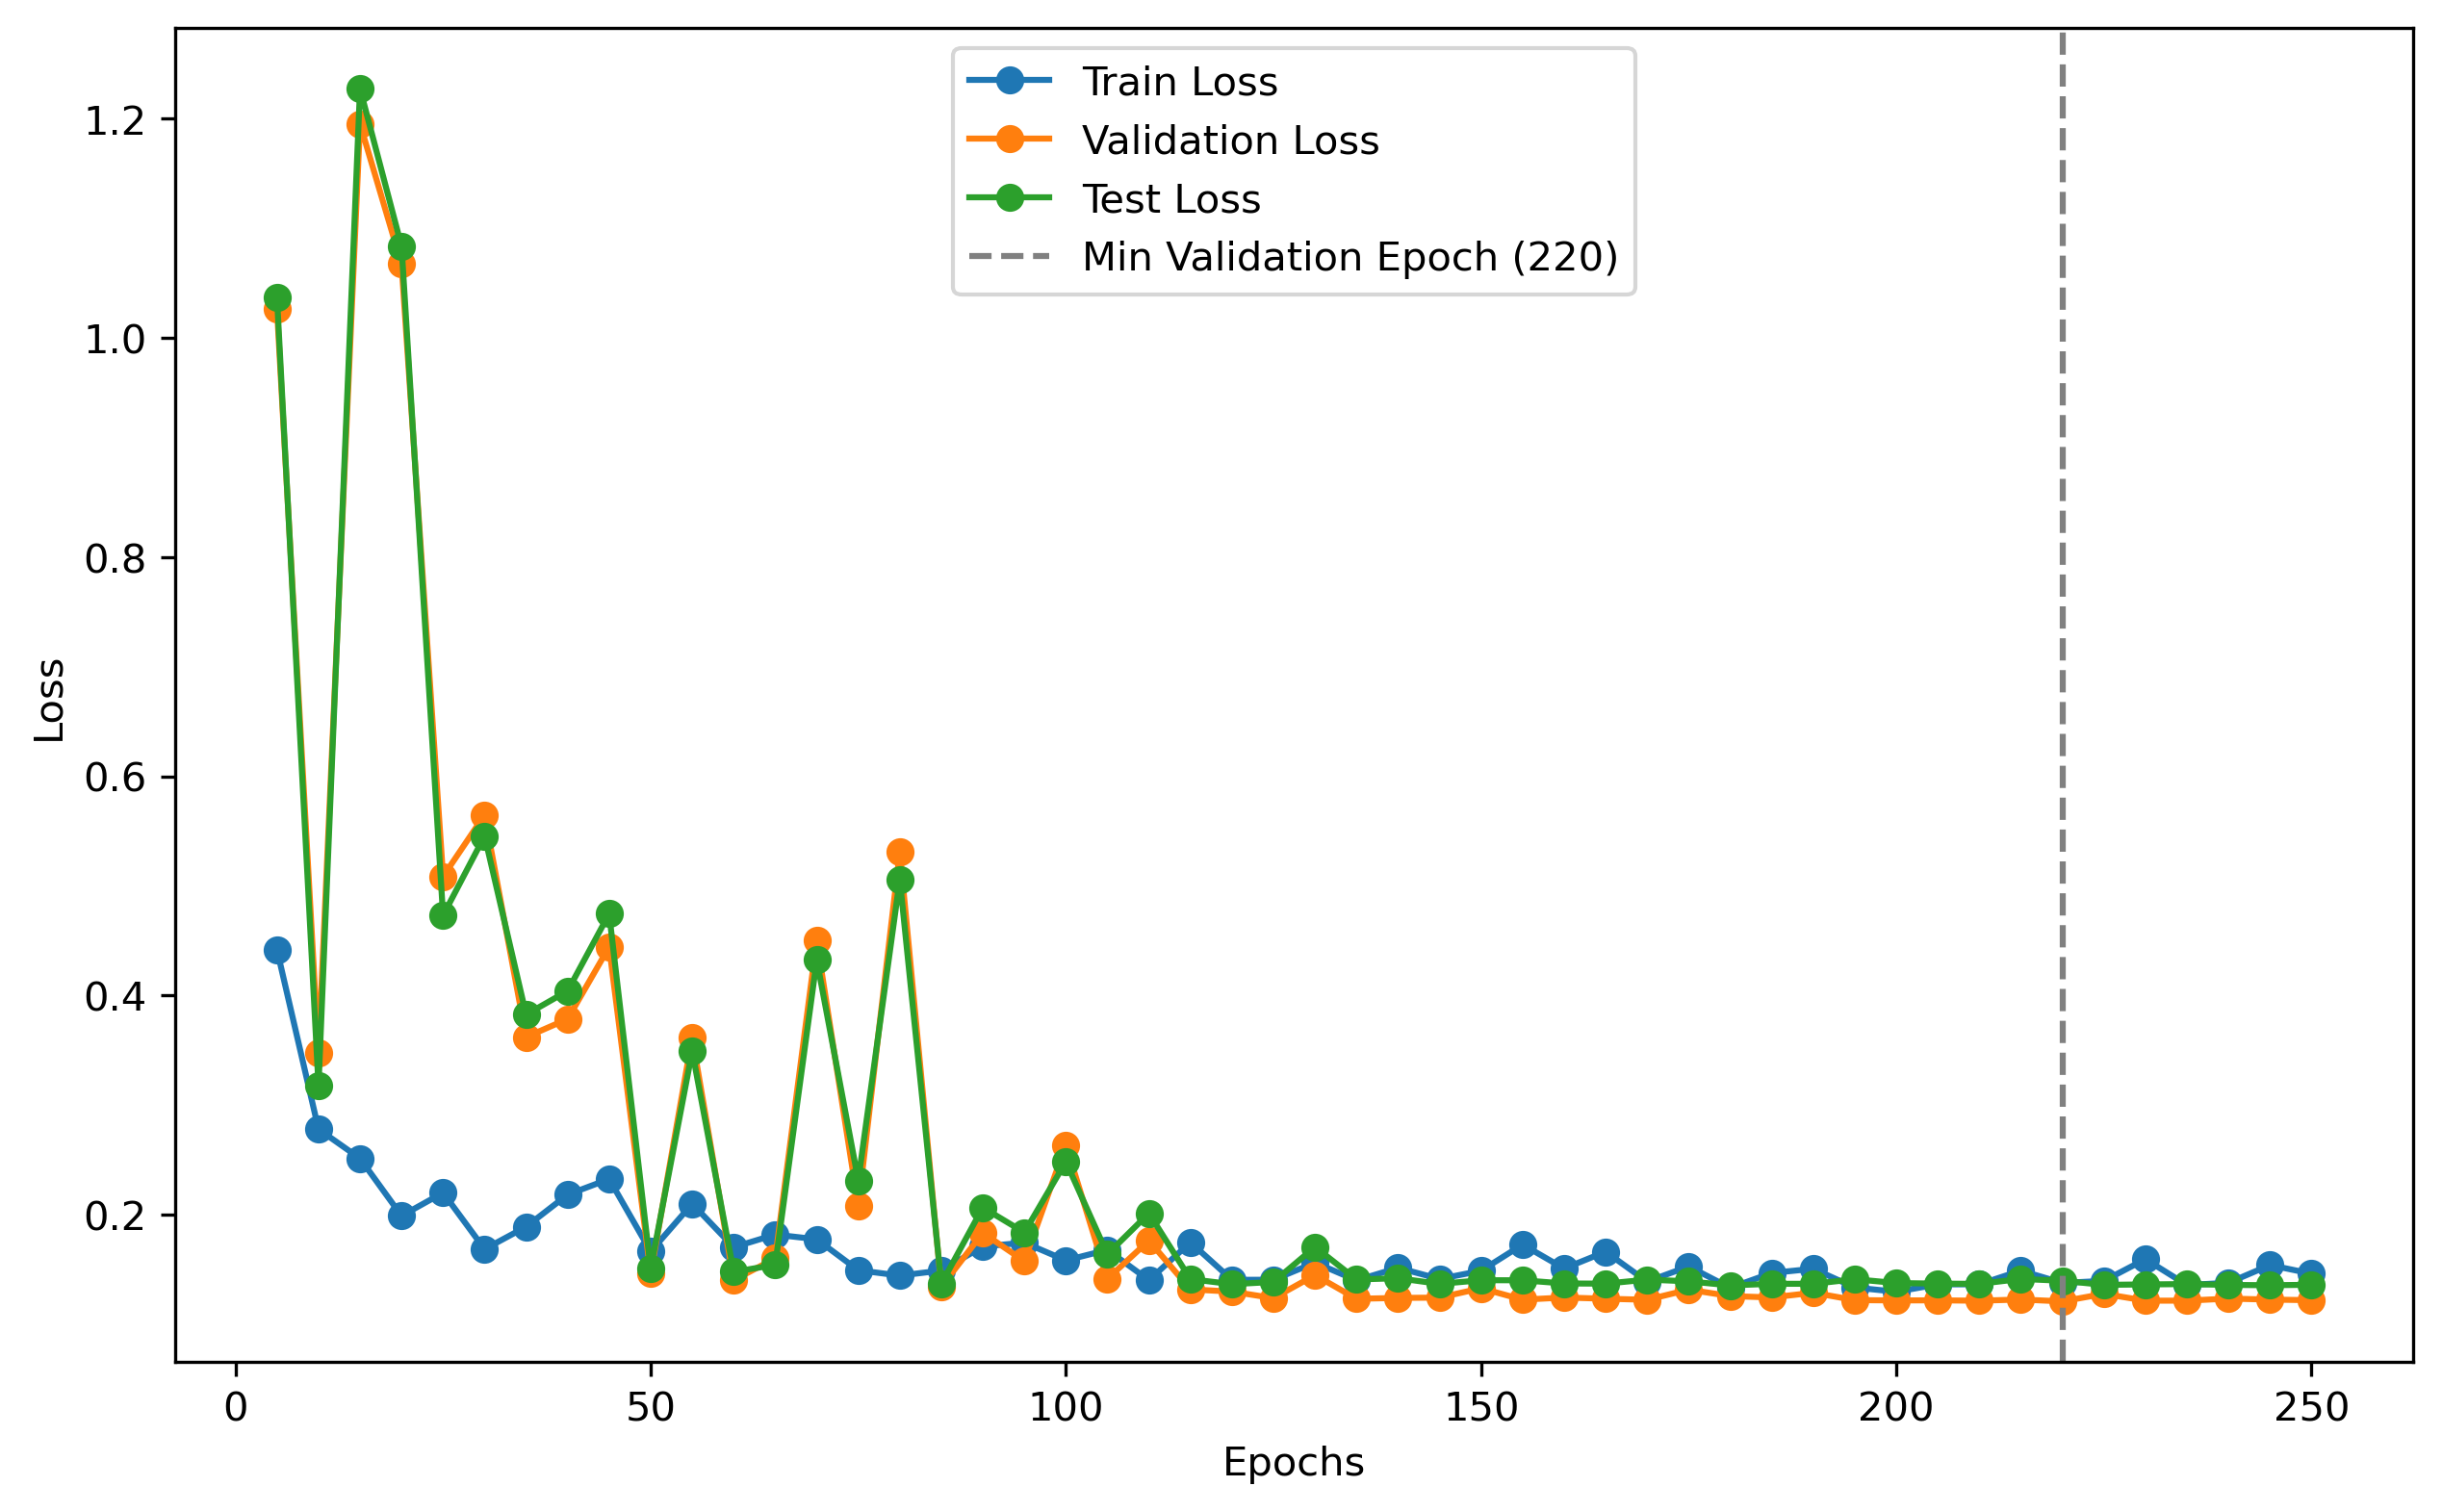 Train Loss
Validation Loss
Test Loss
Min Validation Epoch (220)
Loss
1.2
1.0
0.8
0.6
0.4
0.2
0 50 100 150 200 250
Epochs